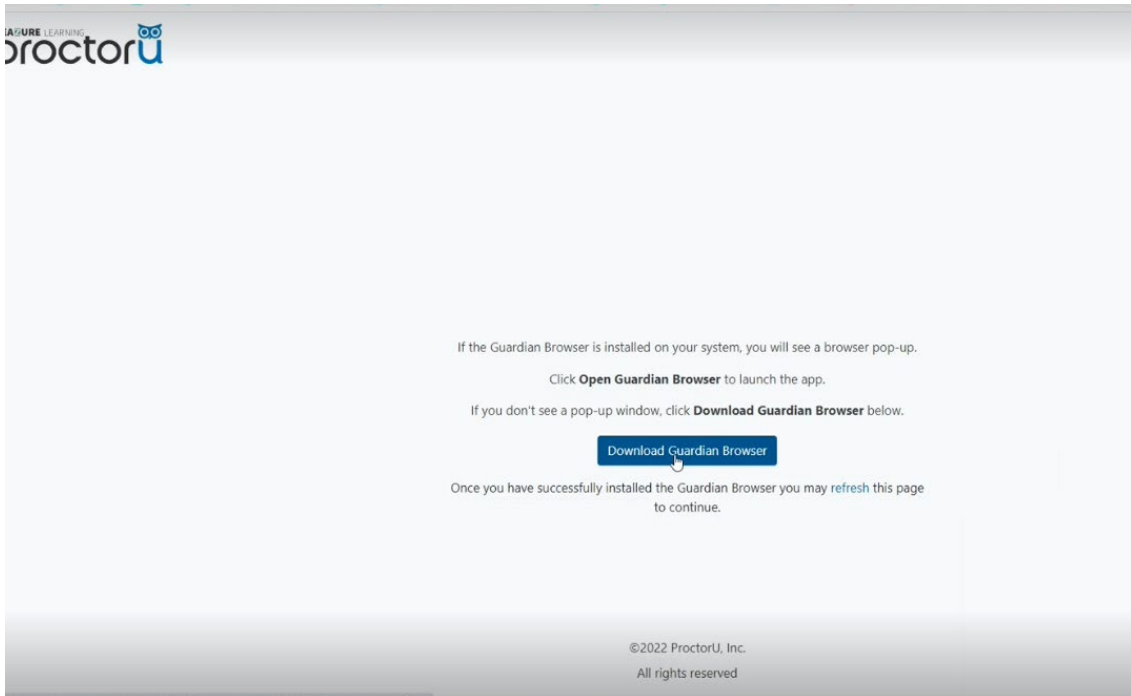 LEARNING
proctoru
If the Guardian Browser is installed on your system, you will see a browser pop-up.
Click Open Guardian Browser to launch the app.
If you don't see a pop-up window, click Download Guardian Browser below.
Download Guardian Browser
Once you have successfully installed the Guardian Browser you may refresh this page
to continue.
©2022 ProctorU, Inc.
All rights reserved